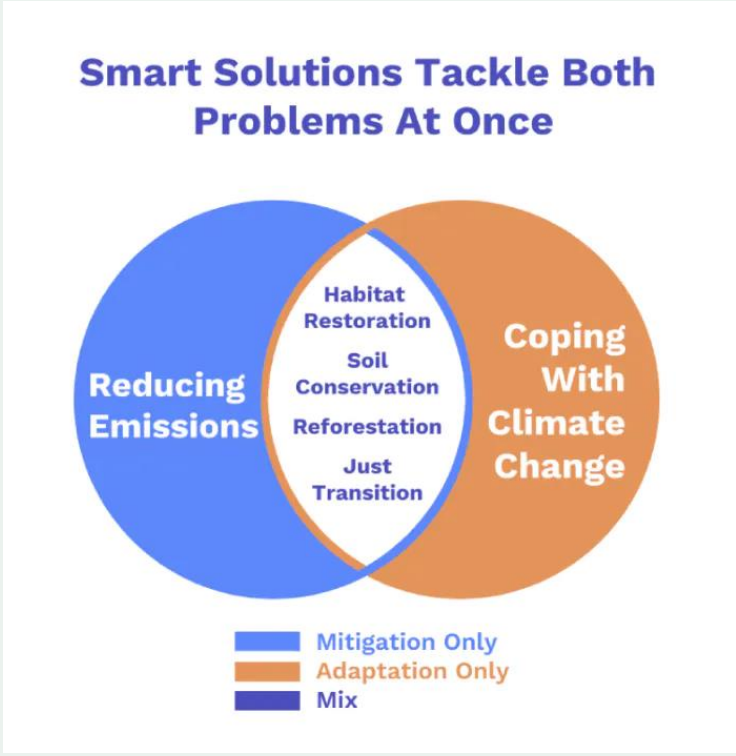 Smart Solutions Tackle Both
Problems At Once
Reducing
Emissions
Habitat
Restoration
Soil
Conservation
Reforestation
Just
Transition
Coping
With
Climate
Change
Mitigation Only
Adaptation Only
Mix